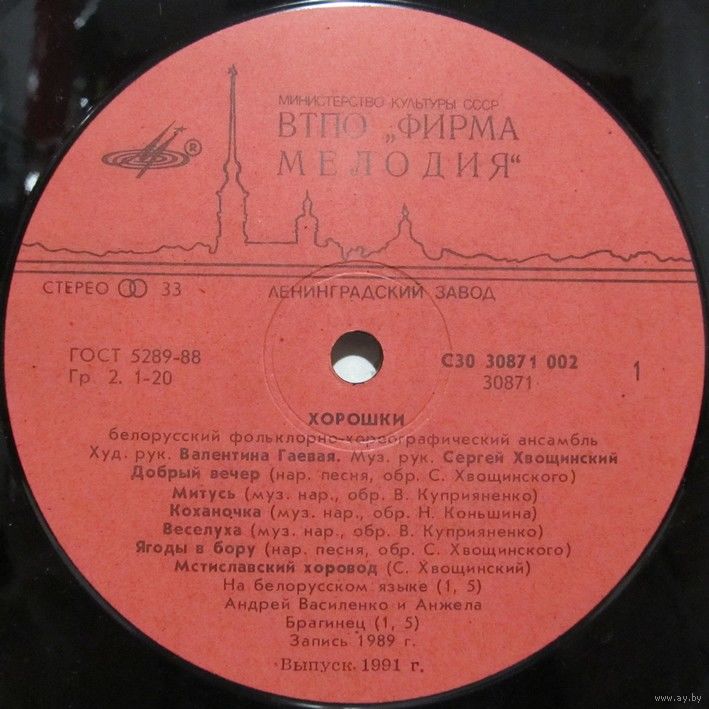 МИНИСТЕРСТВО КУЛЬТУРЫ СССР
ВТПО „ФИРМА
МЕЛОДИЯ“
®
СТЕРЕО 33
ЛЕНИНГРАДСКИЙ ЗАВОД
ГОСТ 5289-88
Гр 2. 1-20
С30 30871 002
30871
1
ХОРОШКИ
белорусский фольклорно-хореографический ансамбль
Худ. рук. Валентина Гаевая. Муз. рук. Сергей Хвощинский
Добрый вечер (нар. песня, обр. С. Хвощинского)
Митусь (муз. нар., обр. В. Куприяненко)
Коханочка (муз. нар., обр. Н. Коньшина)
Веселуха (муз. нар., обр. В. Куприяненко)
Ягоды в бору (нар. песня, обр. С. Хвощинского)
Мстиславский хоровод (С. Хвощинский)
На белорусском языке (1, 5)
Андрей Василенко и Анжела
Брагинец (1, 5)
Запись 1989 г.
Выпуск 1991 г.
www.ay.by